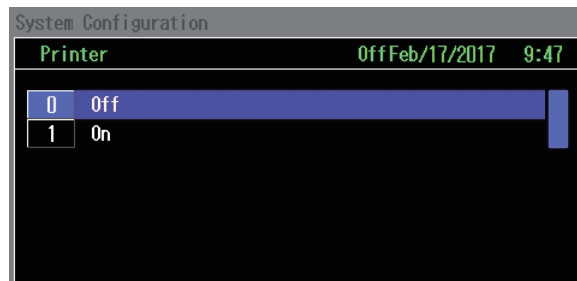 System Configuration
Printer OffFeb/17/2017 9:47
0 Off
1 On